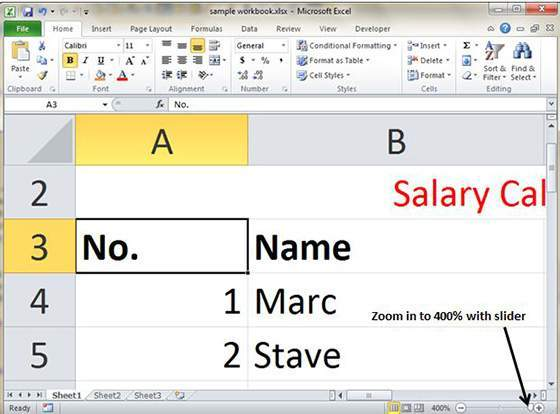 sample workbook.xlsx - Microsoft Excel
File Home Insert Page Layout Formulas Data Review View Developer
Paste
Calibri 11
B I U
A A
General
$ % ,
Conditional Formatting
Format as Table
Cell Styles
Insert
Delete
Format
Σ
Sort & Filter
Find & Select
Clipboard Font Alignment Number Styles Cells Editing
A3 fx No.
A B
2 Salary Cal
3 No. Name
4 1 Marc
5 2 Stave
Zoom in to 400% with slider
Sheet1 Sheet2 Sheet3
Ready 400%